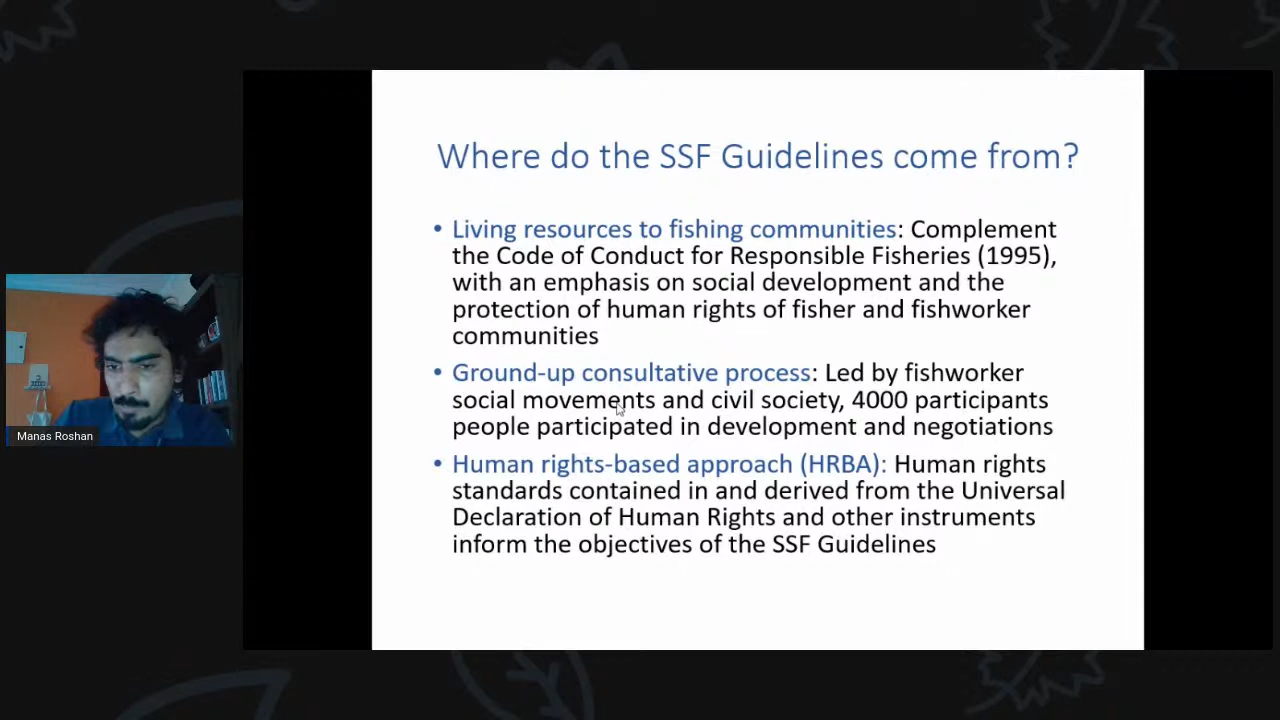 Where do the SSF Guidelines come from?
• Living resources to fishing communities: Complement
the Code of Conduct for Responsible Fisheries (1995),
with an emphasis on social development and the
protection of human rights of fisher and fishworker
communities
• Ground-up consultative process: Led by fishworker
social movements and civil society, 4000 participants
people participated in development and negotiations
• Human rights-based approach (HRBA): Human rights
standards contained in and derived from the Universal
Declaration of Human Rights and other instruments
inform the objectives of the SSF Guidelines
Manas Roshan